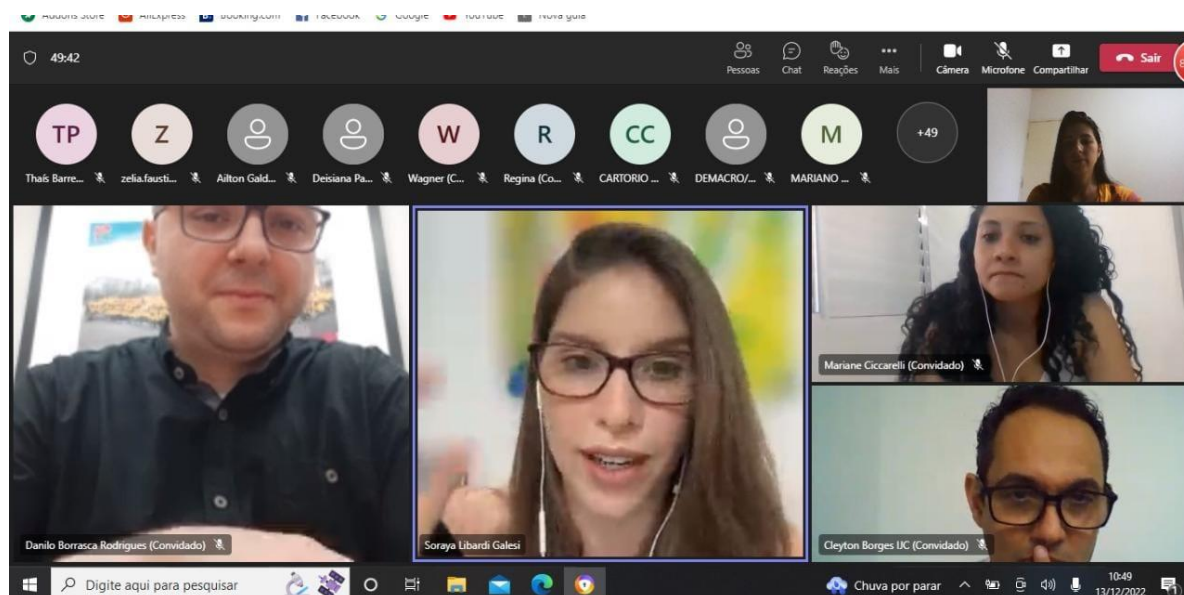 Addons Store AliExpress Booking.com Facebook Google YouTube Nova guia
49:42
Pessoas Chat Reações Mais Câmera Microfone Compartilhar Sair
TP Z W R CC M +49
Thaís Barre... zelia.fausti... Ailton Gald... Deisiana Pa... Wagner (C... Regina (Co... CARTORIO ... DEMACRO/... MARIANO ...
Mariane Ciccarelli (Convidado)
Danilo Borrasca Rodrigues (Convidado) Soraya Libardi Galesi Cleyton Borges IJC (Convidado)
Digite aqui para pesquisar Chuva por parar 10:49
13/12/2022